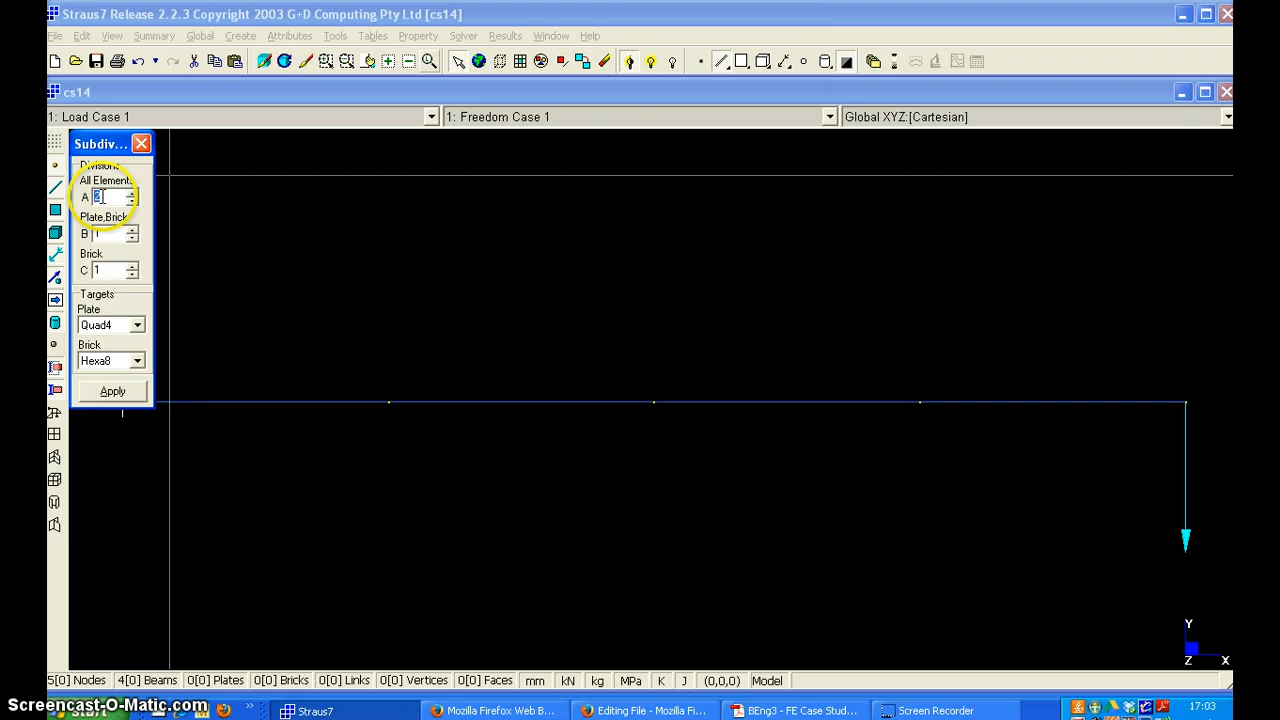 Straus7 Release 2.2.3 Copyright 2003 G+D Computing Pty Ltd [cs14]
File Edit View Summary Global Create Attributes Tools Tables Property Solver Results Window Help
cs14
1: Load Case 1
1: Freedom Case 1
Global XYZ:[Cartesian]
Subdiv...
Divisions
All Elements
A 2
Plate,Brick
B 1
Brick
C 1
Targets
Plate
Quad4
Brick
Hexa8
Apply
Y
Z X
5[0] Nodes 4[0] Beams 0[0] Plates 0[0] Bricks 0[0] Links 0[0] Vertices 0[0] Faces mm kN kg MPa K J (0,0,0) Model
Screencast-O-Matic.com
start
Straus7
Mozilla Firefox Web B...
Editing File - Mozilla Fi...
BEng3 - FE Case Stud...
Screen Recorder
17:03